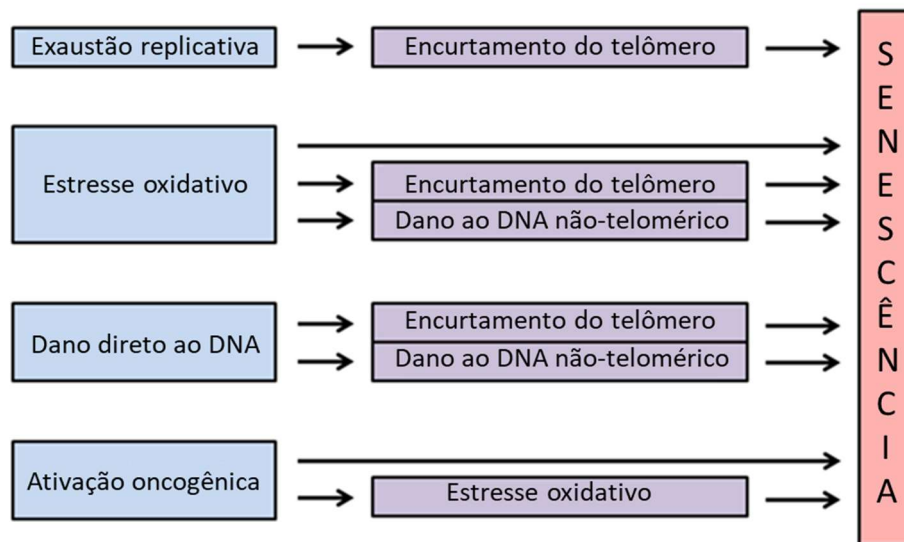 Exaustão replicativa
Encurtamento do telômero
Estresse oxidativo
Encurtamento do telômero
Dano ao DNA não-telomérico
Dano direto ao DNA
Encurtamento do telômero
Dano ao DNA não-telomérico
Ativação oncogênica
Estresse oxidativo
SENESCÊNCIA